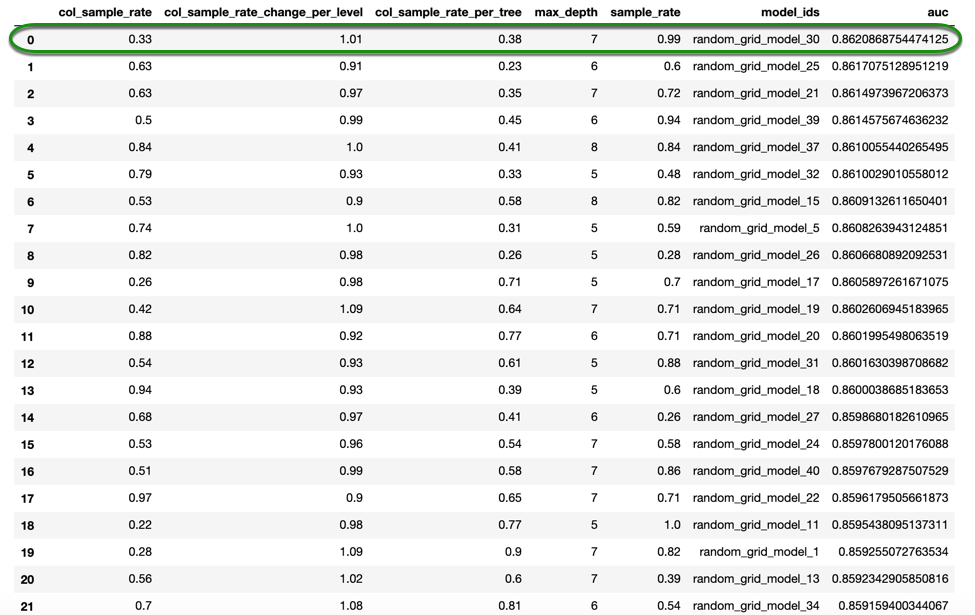 col_sample_rate col_sample_rate_change_per_level col_sample_rate_per_tree max_depth sample_rate model_ids auc
0 0.33 1.01 0.38 7 0.99 random_grid_model_30 0.8620868754474125
1 0.63 0.91 0.23 6 0.6 random_grid_model_25 0.8617075128951219
2 0.63 0.97 0.35 7 0.72 random_grid_model_21 0.8614973967206373
3 0.5 0.99 0.45 6 0.94 random_grid_model_39 0.8614575674636232
4 0.84 1.0 0.41 8 0.84 random_grid_model_37 0.8610055440265495
5 0.79 0.93 0.33 5 0.48 random_grid_model_32 0.8610029010558012
6 0.53 0.9 0.58 8 0.82 random_grid_model_15 0.8609132611650401
7 0.74 1.0 0.31 5 0.59 random_grid_model_5 0.8608263943124851
8 0.82 0.98 0.26 5 0.28 random_grid_model_26 0.8606680892092531
9 0.26 0.98 0.71 5 0.7 random_grid_model_17 0.8605897261671075
10 0.42 1.09 0.64 7 0.71 random_grid_model_19 0.8602606945183965
11 0.88 0.92 0.77 6 0.71 random_grid_model_20 0.8601995498063519
12 0.54 0.93 0.61 5 0.88 random_grid_model_31 0.8601630398708682
13 0.94 0.93 0.39 5 0.6 random_grid_model_18 0.8600038685183653
14 0.68 0.97 0.41 6 0.26 random_grid_model_27 0.8598680182610965
15 0.53 0.96 0.54 7 0.58 random_grid_model_24 0.8597800120176088
16 0.51 0.99 0.58 7 0.86 random_grid_model_40 0.8597679287507529
17 0.97 0.9 0.65 7 0.71 random_grid_model_22 0.8596179505661873
18 0.22 0.98 0.77 5 1.0 random_grid_model_11 0.8595438095137311
19 0.28 1.09 0.9 7 0.82 random_grid_model_1 0.859255072763534
20 0.56 1.02 0.6 7 0.39 random_grid_model_13 0.8592342905850816
21 0.7 1.08 0.81 6 0.54 random_grid_model_34 0.859159400344067